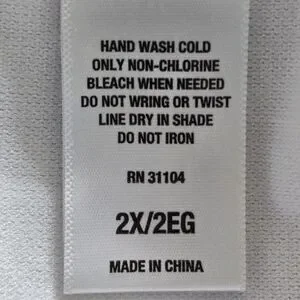 HAND WASH COLD
ONLY NON-CHLORINE
BLEACH WHEN NEEDED
DO NOT WRING OR TWIST
LINE DRY IN SHADE
DO NOT IRON
RN 31104
2X/2EG
MADE IN CHINA